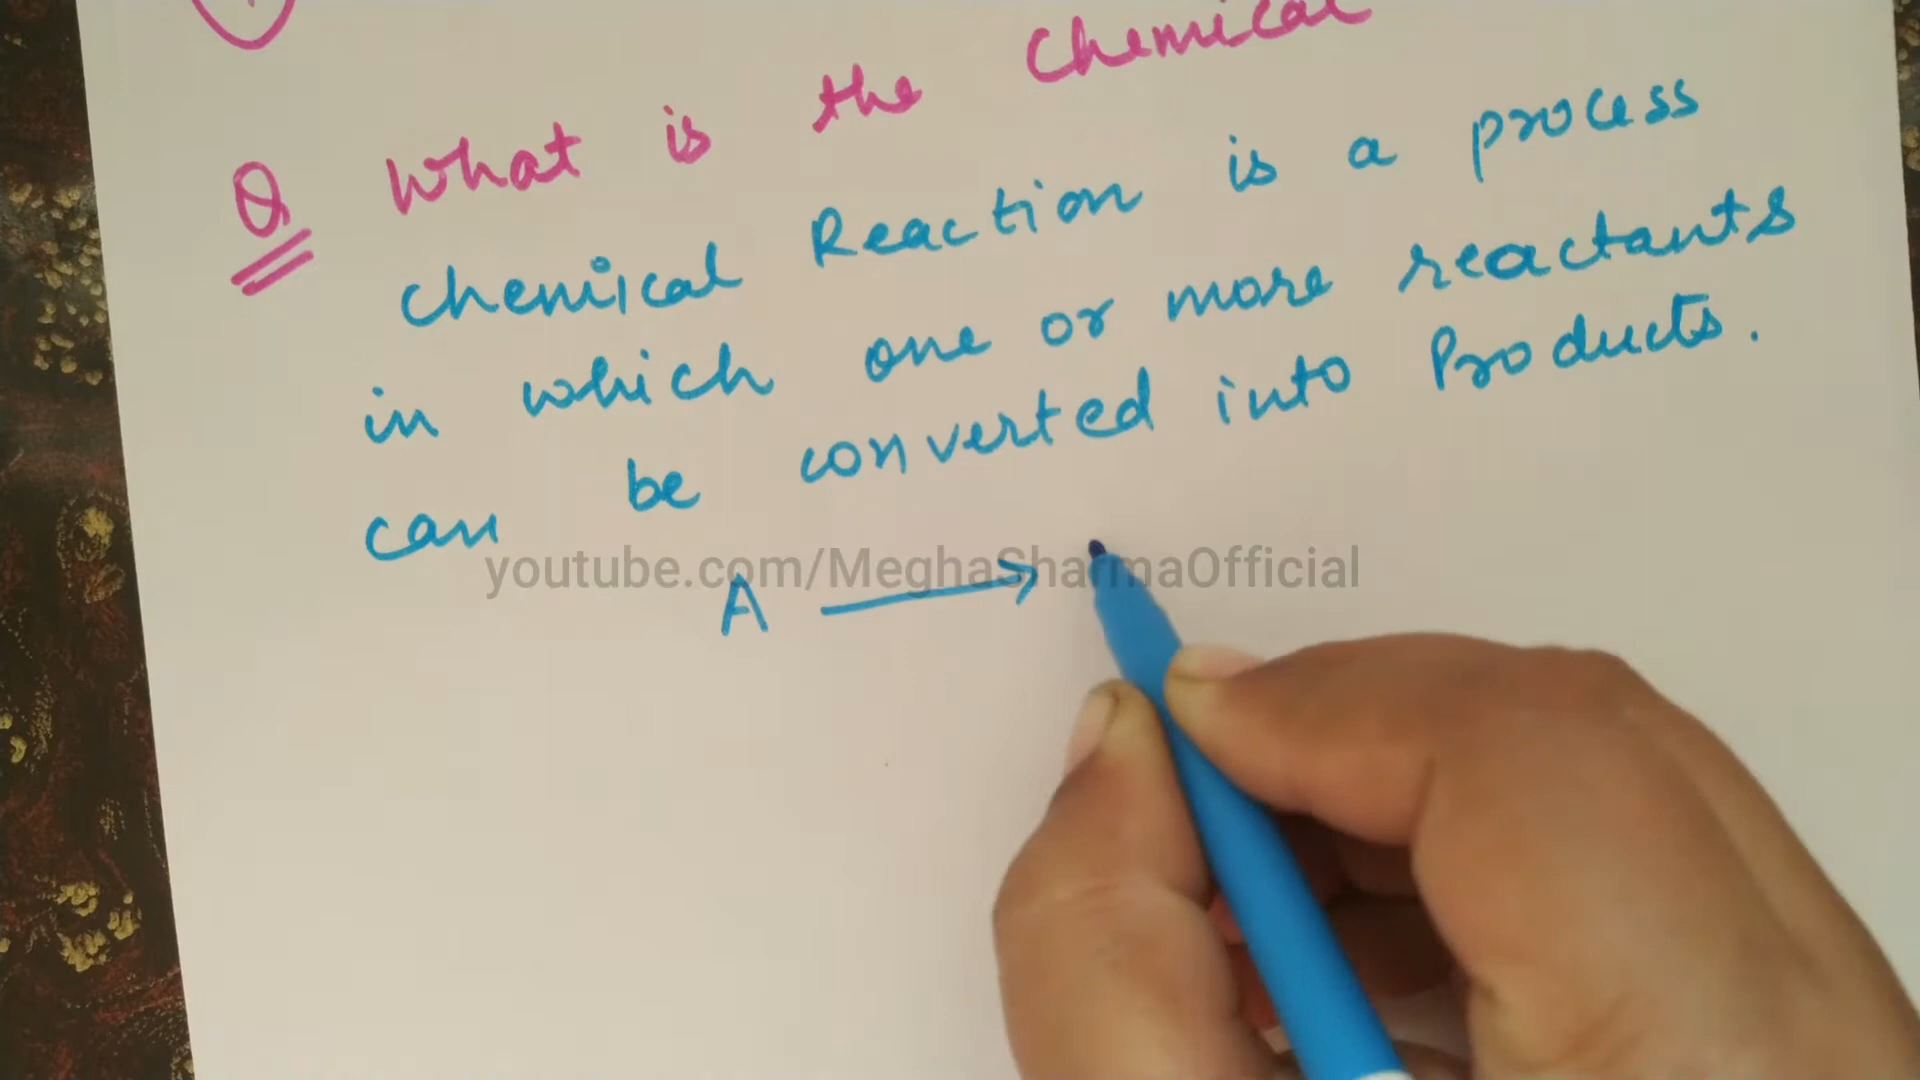 Q What is the Chemical
Chemical Reaction is a process
in which one or more reactants
can be converted into Products.
youtube.com/MeghaSharmaOfficial
A →